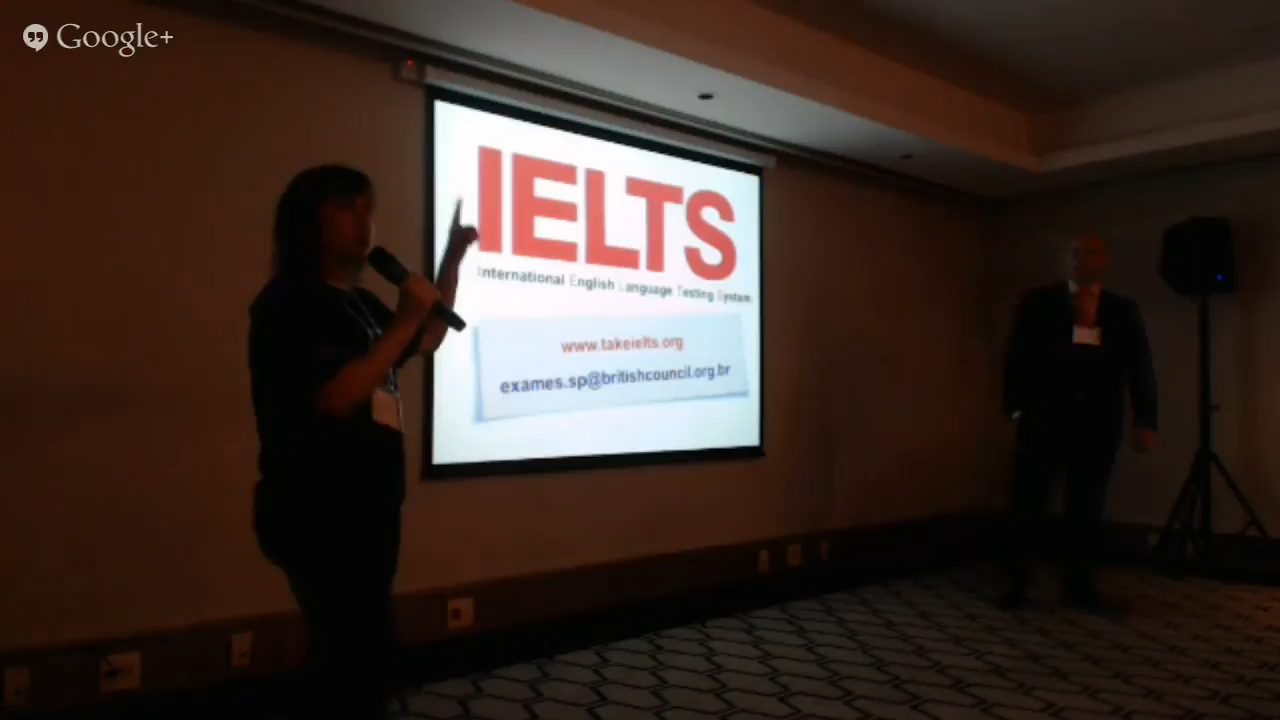 Google+
IELTS
International English Language Testing System
www.takeielts.org
exames.sp@britishcouncil.org.br